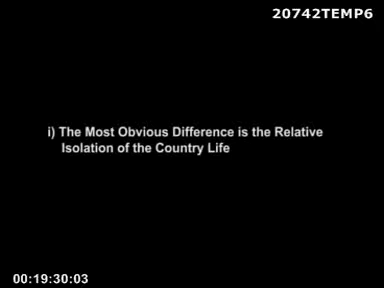 20742TEMP6
i) The Most Obvious Difference is the Relative
Isolation of the Country Life
00:19:30:03